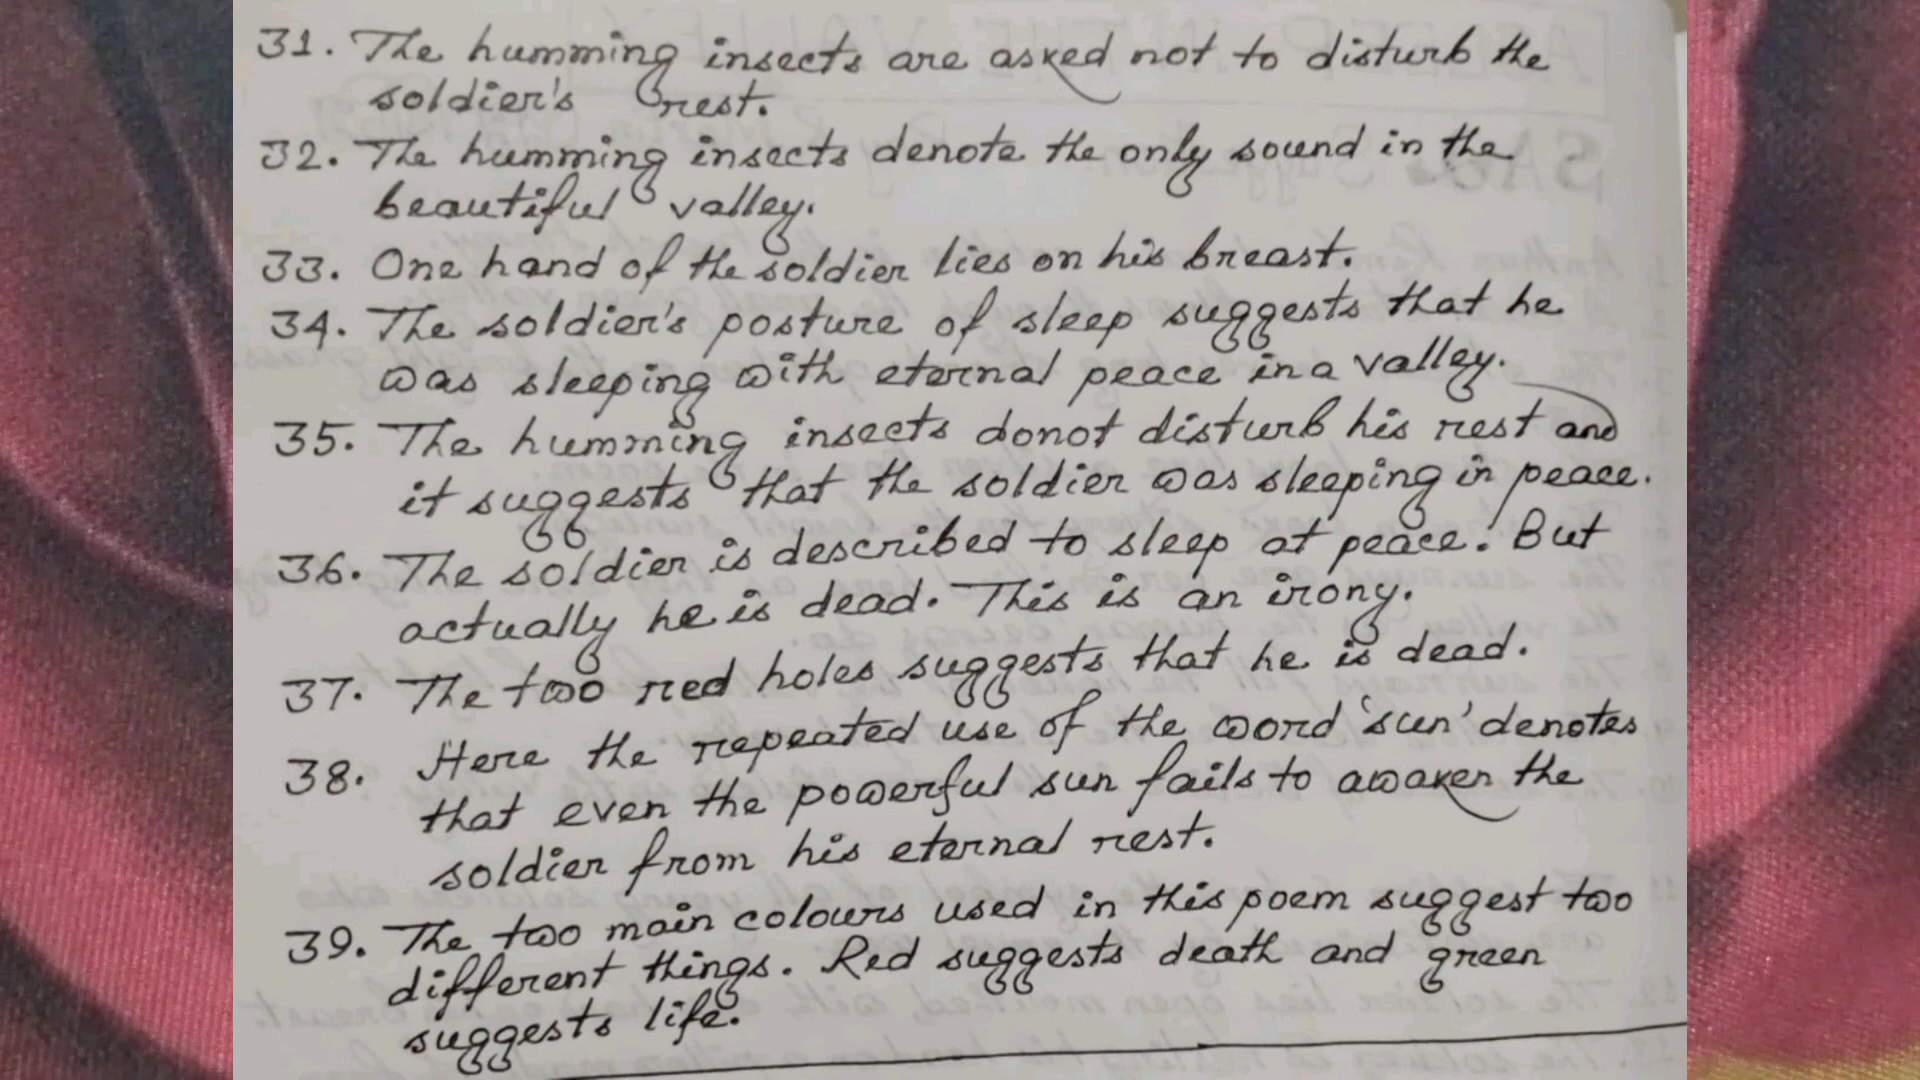 31. The humming insects are asked not to disturb the
soldier's rest.
32. The humming insects denote the only sound in the
beautiful valley.
33. One hand of the soldier lies on his breast.
34. The soldier's posture of sleep suggests that he
was sleeping with eternal peace in a valley.
35. The humming insects donot disturb his rest and
it suggests that the soldier was sleeping in peace.
36. The soldier is described to sleep at peace. But
actually he is dead. This is an irony.
37. The two red holes suggests that he is dead.
38. Here the repeated use of the word 'sun' denotes
that even the powerful sun fails to awaken the
soldier from his eternal rest.
39. The two main colours used in this poem suggest two
different things. Red suggests death and green
suggests life.